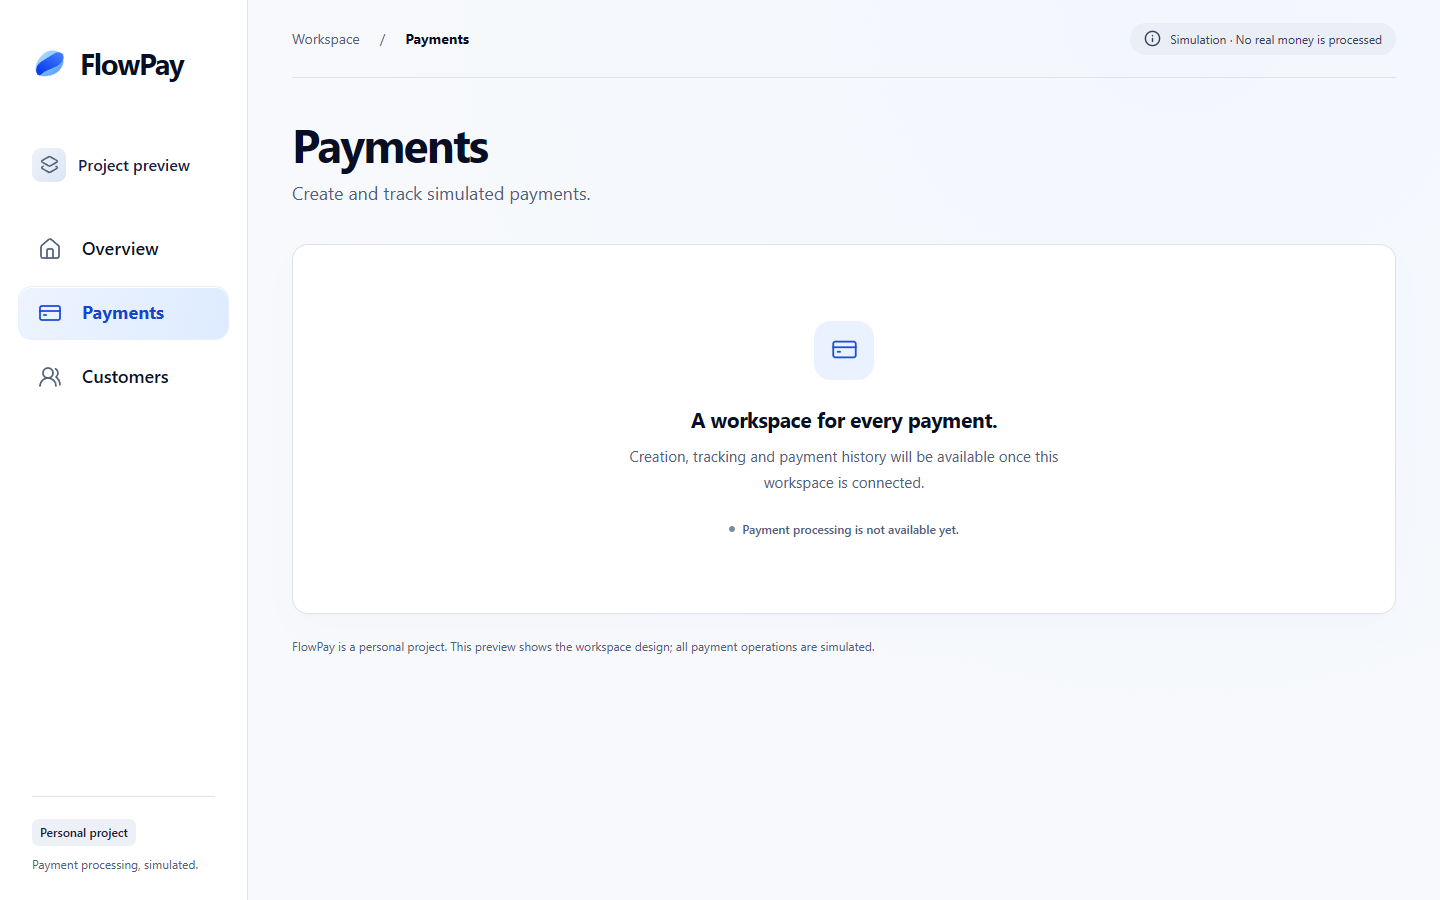 FlowPay
Project preview
Overview
Payments
Customers
Personal project
Payment processing, simulated.
Workspace / Payments
Simulation · No real money is processed
Payments
Create and track simulated payments.
A workspace for every payment.
Creation, tracking and payment history will be available once this
workspace is connected.
Payment processing is not available yet.
FlowPay is a personal project. This preview shows the workspace design; all payment operations are simulated.